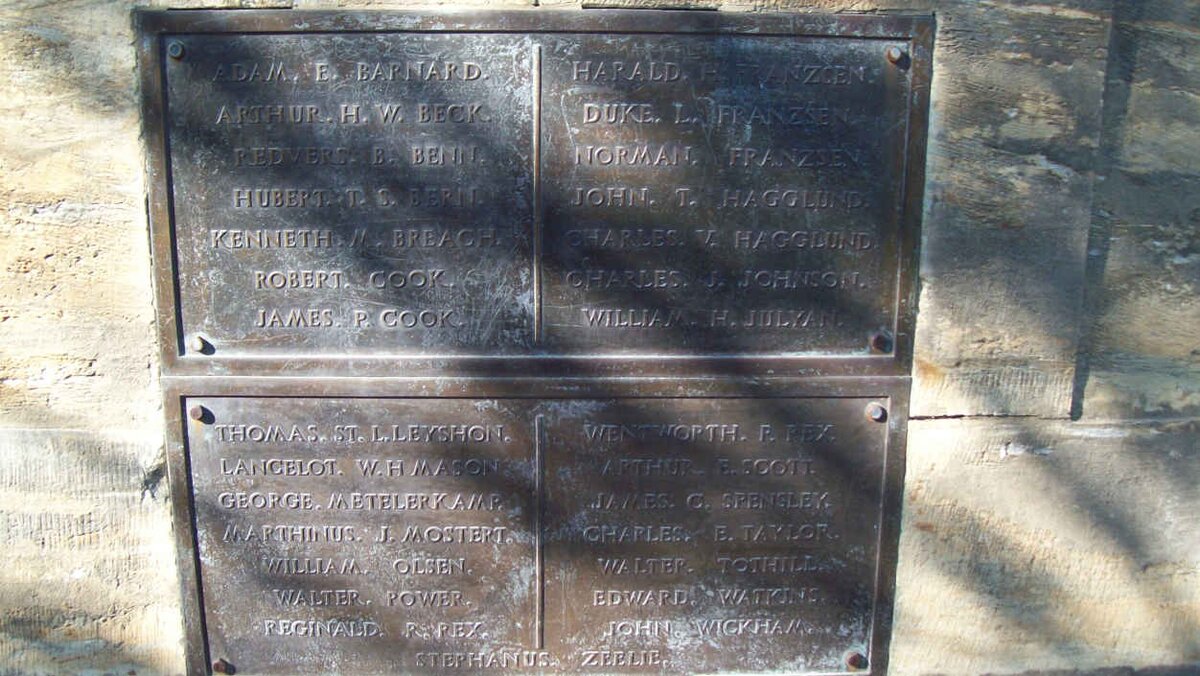 ADAM. E. BARNARD.
ARTHUR. H. W. BECK.
REDVERS. B. BENN.
HUBERT. T. S. BERN.
KENNETH. M. BREACH.
ROBERT. COOK.
JAMES. P. COOK.
HARALD. H. FRANZSEN.
DUKE. L. FRANZSEN.
NORMAN. FRANZSEN.
JOHN. T. HAGGLUND.
CHARLES. V. HAGGLUND.
CHARLES. J. JOHNSON.
WILLIAM. H. JULYAN.
THOMAS. ST. L. LEYSHON.
LANCELOT. W. H. MASON.
GEORGE. METELERKAMP.
MARTHINUS. J. MOSTERT.
WILLIAM. OLSEN.
WALTER. POWER.
REGINALD. R. REX.
WENTWORTH. R. REX.
ARTHUR. E. SCOTT.
JAMES. C. SPENSLEY.
CHARLES. E. TAYLOR.
WALTER. TOTHILL.
EDWARD. WATKINS.
JOHN. WICKHAM.
STEPHANUS. ZEELIE.